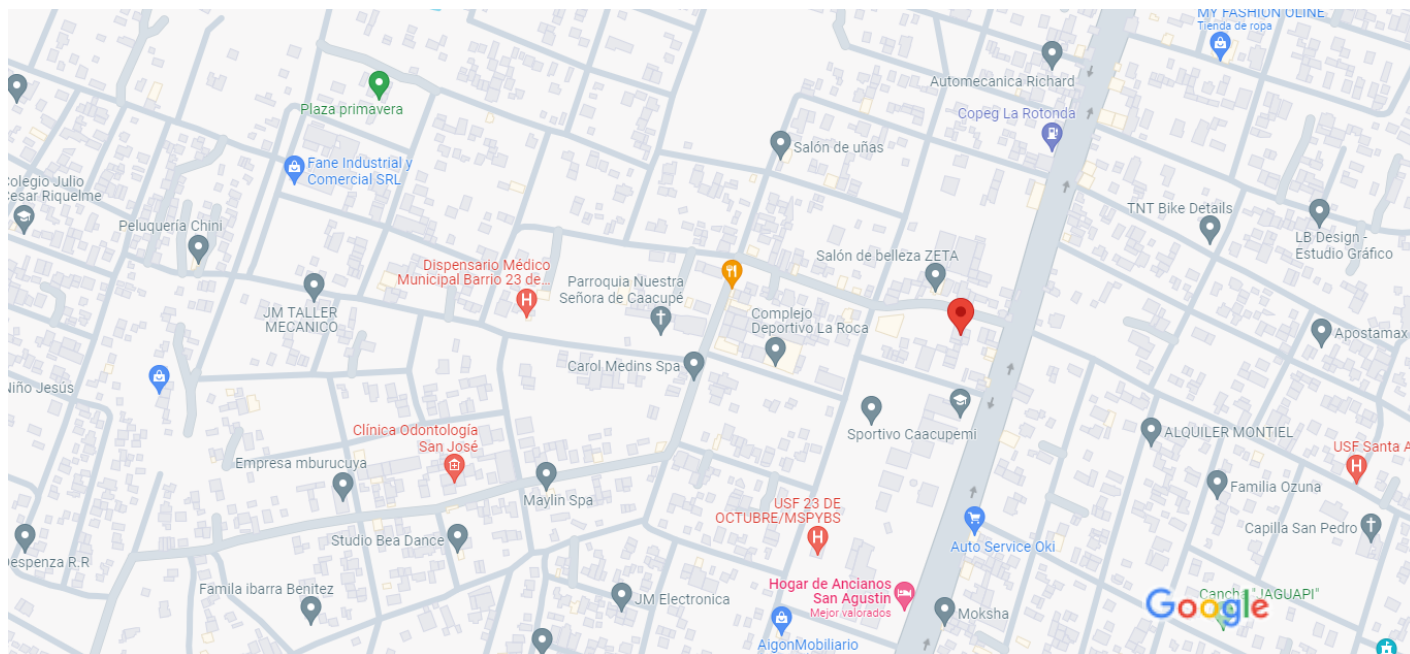 MY FASHION OLINE
Tienda de ropa
Automecanica Richard
Plaza primavera
Copeg La Rotonda
Salón de uñas
Fane Industrial y
Comercial SRL
Colegio Julio
Cesar Riquelme
TNT Bike Details
Peluquería Chini
LB Design -
Estudio Gráfico
Salón de belleza ZETA
Dispensario Médico
Municipal Barrio 23 de...
Parroquia Nuestra
Señora de Caacupé
JM TALLER
MECANICO
Complejo
Deportivo La Roca
Apostamax
Carol Medins Spa
Niño Jesús
Clínica Odontología
San José
Sportivo Caacupemi
ALQUILER MONTIEL
USF Santa A
Empresa mburucuya
Familia Ozuna
Maylin Spa
USF 23 DE
OCTUBRE/MSPYBS
Capilla San Pedro
Studio Bea Dance
Auto Service Oki
Despenza R.R
Famila ibarra Benitez
Hogar de Ancianos
San Agustin
Mejor valorados
JM Electronica
Cancha "JAGUAPI"
Google
Moksha
AigonMobiliario